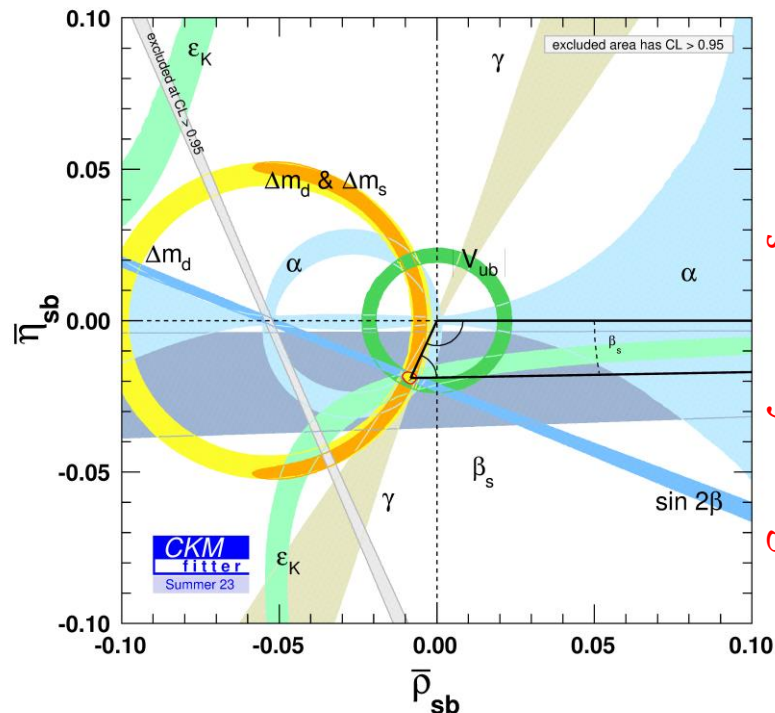 0.10
0.05
0.00
-0.05
-0.10
-0.10
-0.05
0.00
0.05
0.10
η̄sb
ρ̄sb
excluded area has CL > 0.95
excluded at CL > 0.95
εK
γ
Δmd & Δms
Δmd
α
Vub
α
βs
βs
sin 2β
γ
εK
CKM
fitter
Summer 23